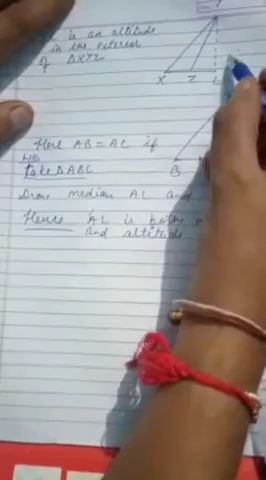 is an altitude
in the exterior
of ΔXYZ
X Z L
Here AB = AC if
we
take ΔABC
B
Draw median AL and
Hence AL is both
and altitude